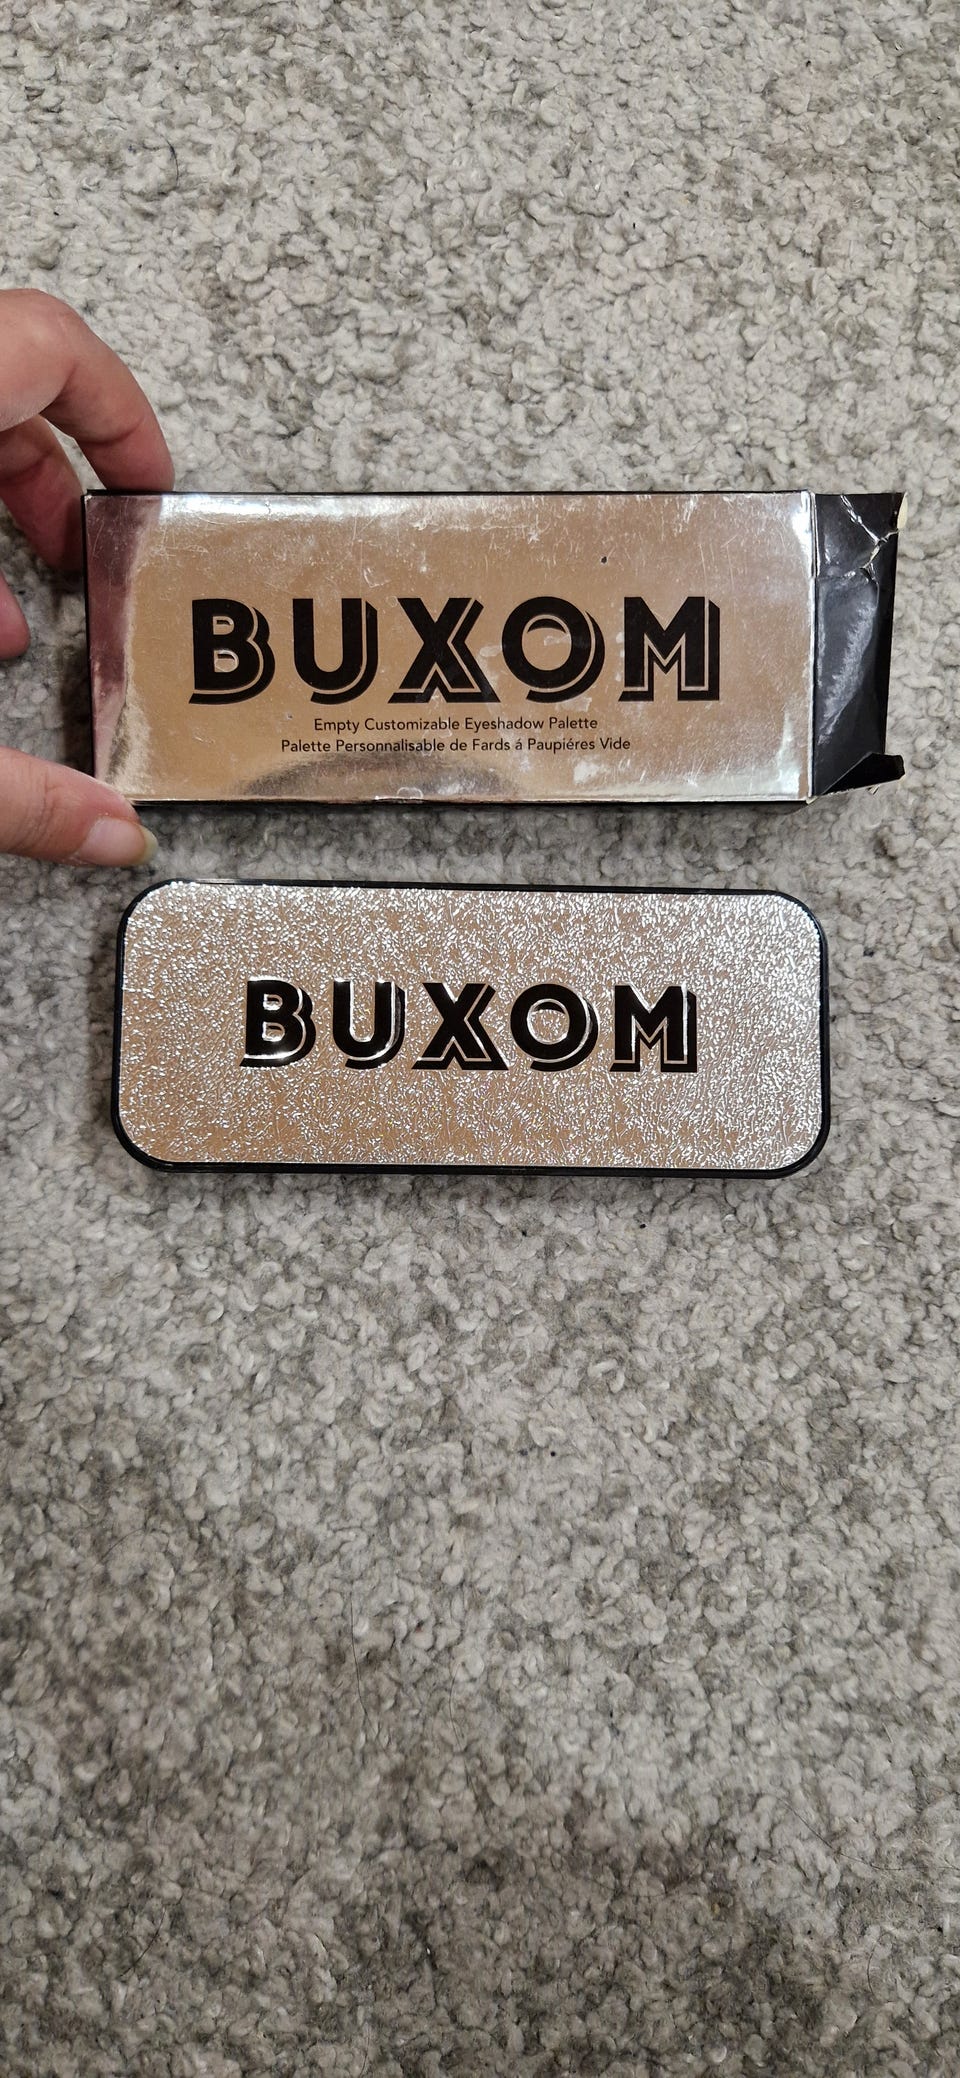 BUXOM
Empty Customizable Eyeshadow Palette
Palette Personnalisable de Fards á Paupiéres Vide
BUXOM